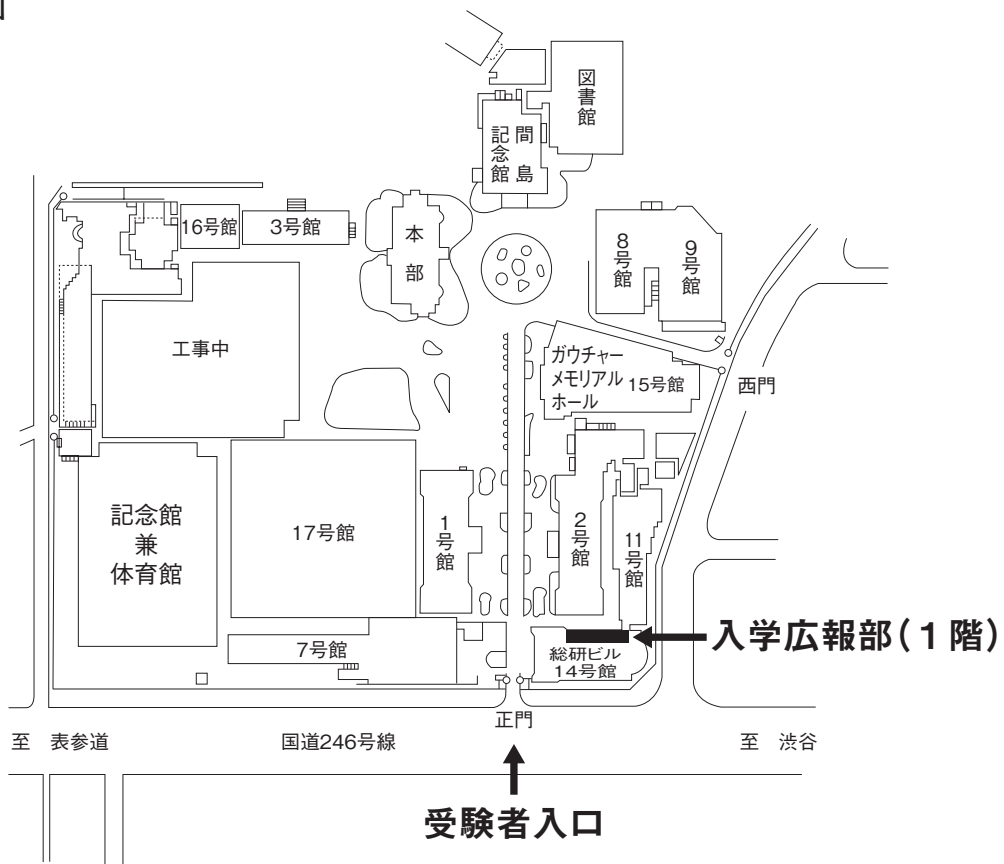 図書館
間島
記念館
16号館
3号館
本部
8号館
9号館
工事中
ガウチャー
メモリアル
ホール
15号館
西門
記念館
兼
体育館
17号館
1号館
2号館
11号館
入学広報部（１階）
7号館
総研ビル
14号館
正門
至 表参道
国道246号線
至 渋谷
受験者入口